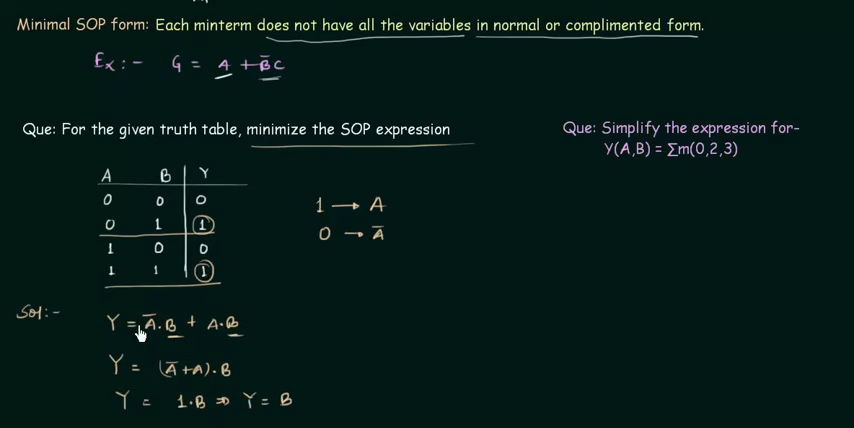 Minimal SOP form: Each minterm does not have all the variables in normal or complimented form.
Ex:- G = A + B̅C
Que: For the given truth table, minimize the SOP expression
A B Y
0 0 0
0 1 1
1 0 0
1 1 1
1 → A
0 → A̅
Sol:-
Y = A̅.B + A.B
Y = (A̅+A).B
Y = 1.B ⇒ Y = B
Que: Simplify the expression for-
Y(A,B) = ∑m(0,2,3)